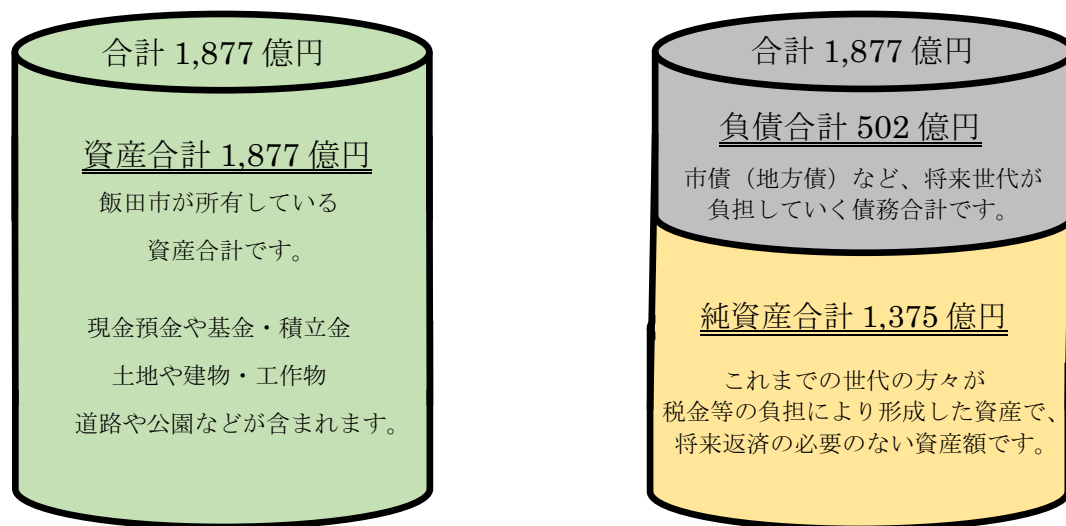 合計 1,877 億円
資産合計 1,877 億円
飯田市が所有している
資産合計です。
現金預金や基金・積立金
土地や建物・工作物
道路や公園などが含まれます。
合計 1,877 億円
負債合計 502 億円
市債（地方債）など、将来世代が
負担していく債務合計です。
純資産合計 1,375 億円
これまでの世代の方々が
税金等の負担により形成した資産で、
将来返済の必要のない資産額です。